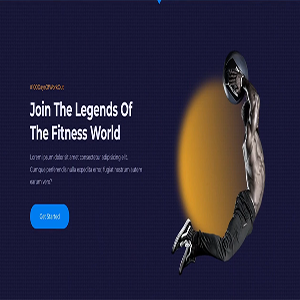 #100DaysOfWorkOut
Join The Legends Of
The Fitness World
Lorem ipsum dolor sit amet consectetur adipisicing elit.
Cumque perferendis nulla expedita error, fugiat nostrum autem
earum vero?
Get Started